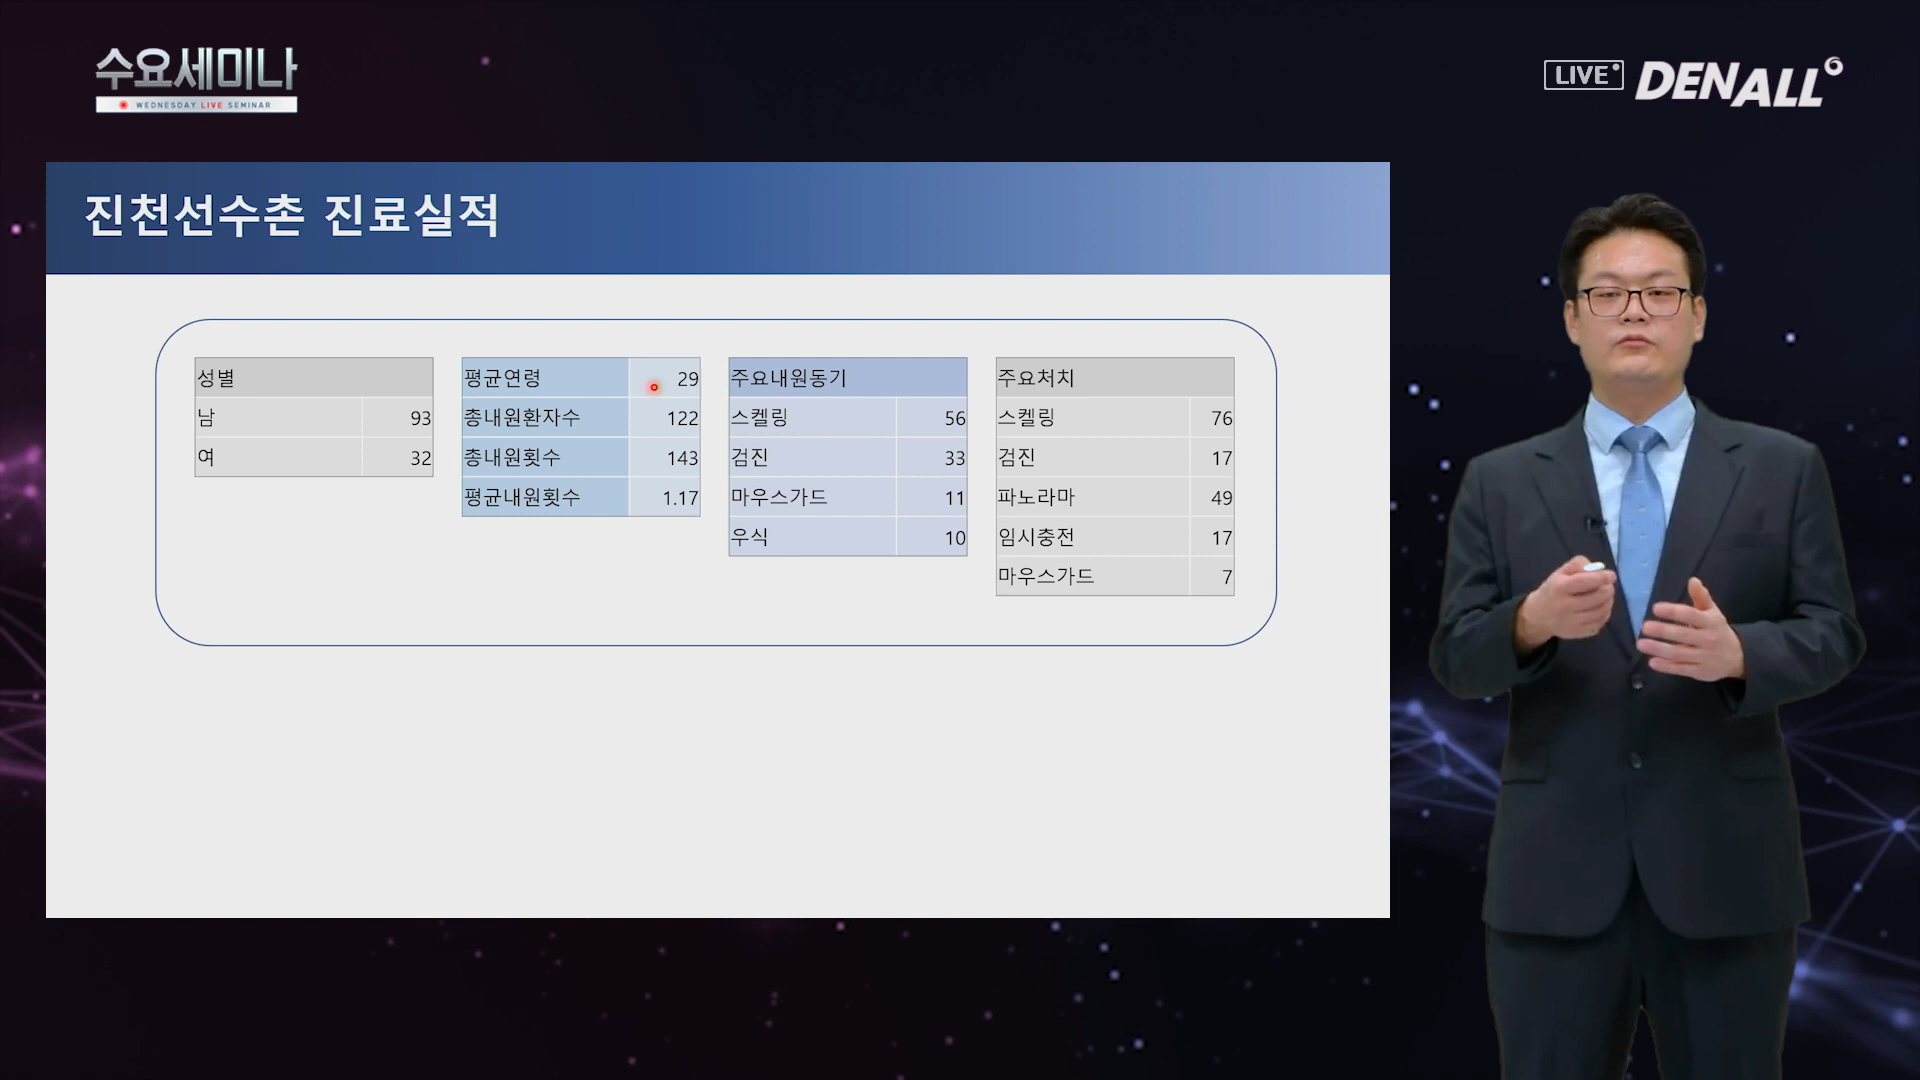 수요세미나
WEDNESDAY LIVE SEMINAR
LIVE
DENALL
진천선수촌 진료실적
성별
남 93
여 32
평균연령 29
총내원환자수 122
총내원횟수 143
평균내원횟수 1.17
주요내원동기
스켈링 56
검진 33
마우스가드 11
우식 10
주요처치
스켈링 76
검진 17
파노라마 49
임시충전 17
마우스가드 7